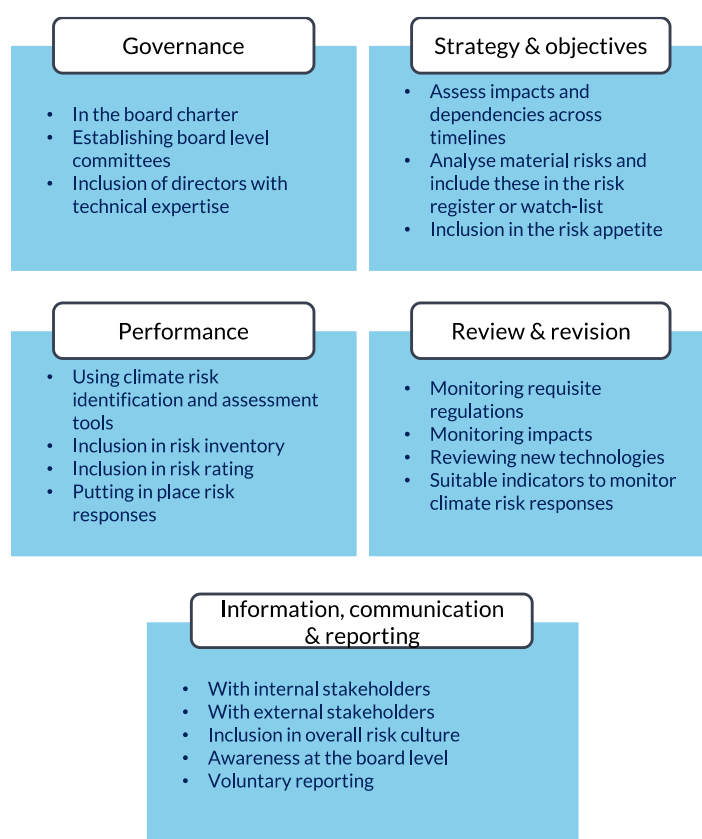 Governance
• In the board charter
• Establishing board level
committees
• Inclusion of directors with
technical expertise
Strategy & objectives
• Assess impacts and
dependencies across
timelines
• Analyse material risks and
include these in the risk
register or watch-list
• Inclusion in the risk appetite
Performance
• Using climate risk
identification and assessment
tools
• Inclusion in risk inventory
• Inclusion in risk rating
• Putting in place risk
responses
Review & revision
• Monitoring requisite
regulations
• Monitoring impacts
• Reviewing new technologies
• Suitable indicators to monitor
climate risk responses
Information, communication
& reporting
• With internal stakeholders
• With external stakeholders
• Inclusion in overall risk culture
• Awareness at the board level
• Voluntary reporting